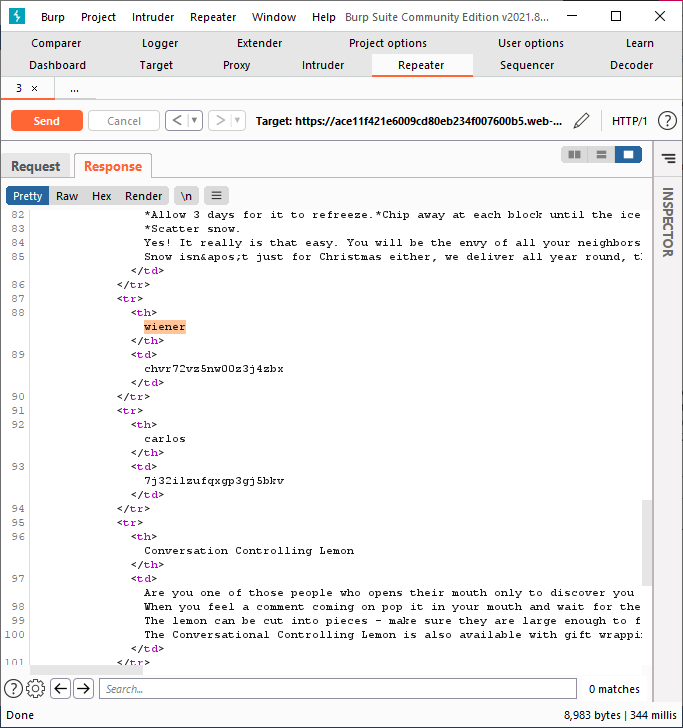 Burp Project Intruder Repeater Window Help Burp Suite Community Edition v2021.8...
Comparer Logger Extender Project options User options Learn
Dashboard Target Proxy Intruder Repeater Sequencer Decoder
3 × ...
Send Cancel < > Target: https://ace11f421e6009cd80eb234f007600b5.web-... HTTP/1 ?
Request Response
INSPECTOR
Pretty Raw Hex Render \n
82 *Allow 3 days for it to refreeze.*Chip away at each block until the ice
83 *Scatter snow.
84 Yes! It really is that easy. You will be the envy of all your neighbors
85 Snow isn&apos;t just for Christmas either, we deliver all year round, th
</td>
86 </tr>
87 <tr>
88 <th>
wiener
</th>
89 <td>
chvr72vz5nw00z3j4zbx
</td>
90 </tr>
91 <tr>
92 <th>
carlos
</th>
93 <td>
7j32ilzufqxgp3gj5bkv
</td>
94 </tr>
95 <tr>
96 <th>
Conversation Controlling Lemon
</th>
97 <td>
Are you one of those people who opens their mouth only to discover you
98 When you feel a comment coming on pop it in your mouth and wait for the
99 The lemon can be cut into pieces - make sure they are large enough to f
100 The Conversational Controlling Lemon is also available with gift wrappin
</td>
101 </tr>
? Search... 0 matches
Done 8,983 bytes | 344 millis